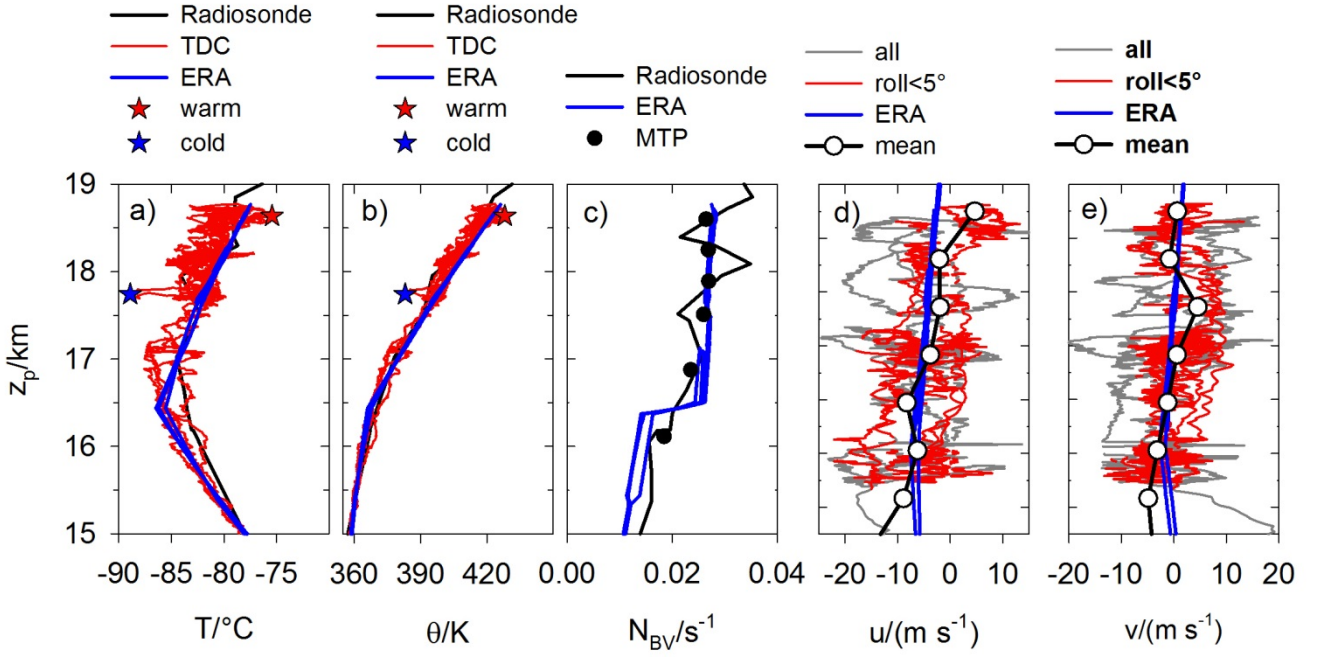 Radiosonde
TDC
ERA
warm
cold
Radiosonde
TDC
ERA
warm
cold
Radiosonde
ERA
MTP
all
roll<5°
ERA
mean
all
roll<5°
ERA
mean
19
18
17
16
15
z_p/km
a)
b)
c)
d)
e)
-90 -85 -80 -75
360 390 420
0.00 0.02 0.04
-20 -10 0 10
-20 -10 0 10 20
T/°C
θ/K
N_BV/s⁻¹
u/(m s⁻¹)
v/(m s⁻¹)